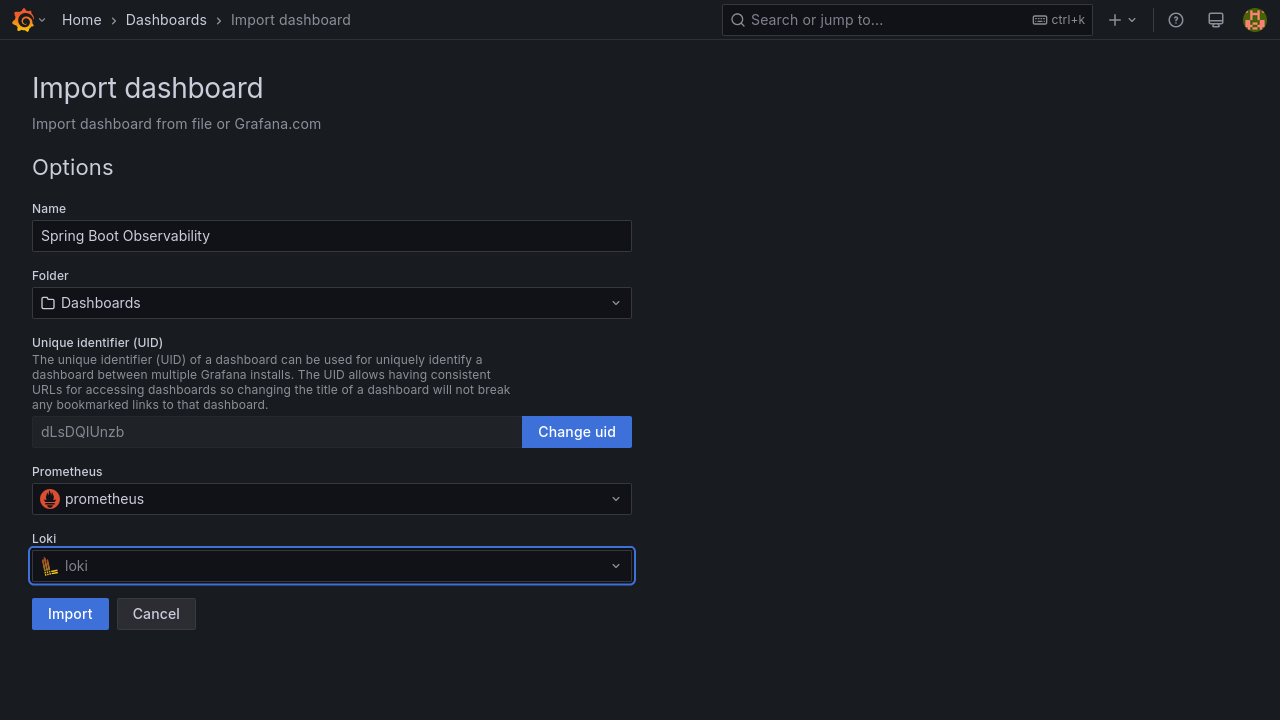 Home › Dashboards › Import dashboard
Search or jump to...
ctrl+k
Import dashboard
Import dashboard from file or Grafana.com
Options
Name
Spring Boot Observability
Folder
Dashboards
Unique identifier (UID)
The unique identifier (UID) of a dashboard can be used for uniquely identify a
dashboard between multiple Grafana installs. The UID allows having consistent
URLs for accessing dashboards so changing the title of a dashboard will not break
any bookmarked links to that dashboard.
dLsDQIUnzb
Change uid
Prometheus
prometheus
Loki
loki
Import
Cancel